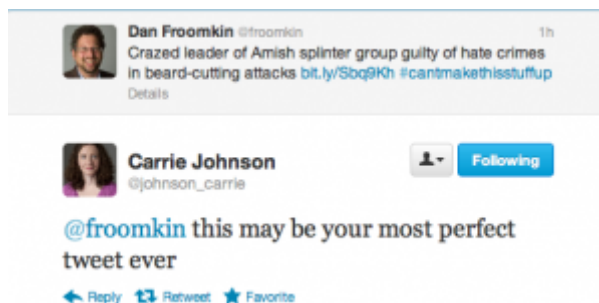 Dan Froomkin @froomkin 1h
Crazed leader of Amish splinter group guilty of hate crimes
in beard-cutting attacks bit.ly/Sbq9Kh #cantmakethisstuffup
Details
Carrie Johnson Following
@johnson_carrie
@froomkin this may be your most perfect
tweet ever
Reply Retweet Favorite